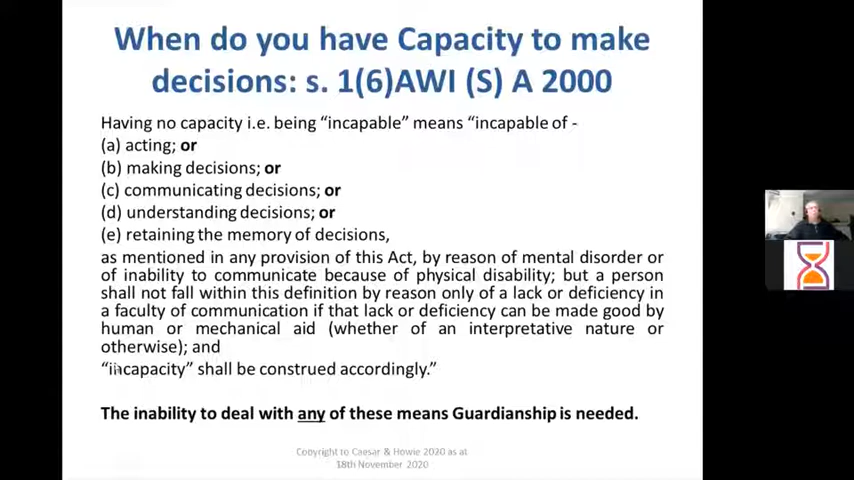 When do you have Capacity to make
decisions: s. 1(6)AWI (S) A 2000
Having no capacity i.e. being “incapable” means “incapable of -
(a) acting; or
(b) making decisions; or
(c) communicating decisions; or
(d) understanding decisions; or
(e) retaining the memory of decisions,
as mentioned in any provision of this Act, by reason of mental disorder or
of inability to communicate because of physical disability; but a person
shall not fall within this definition by reason only of a lack or deficiency in
a faculty of communication if that lack or deficiency can be made good by
human or mechanical aid (whether of an interpretative nature or
otherwise); and
“incapacity” shall be construed accordingly.”
The inability to deal with any of these means Guardianship is needed.
Copyright to Caesar & Howie 2020 as at
18th November 2020